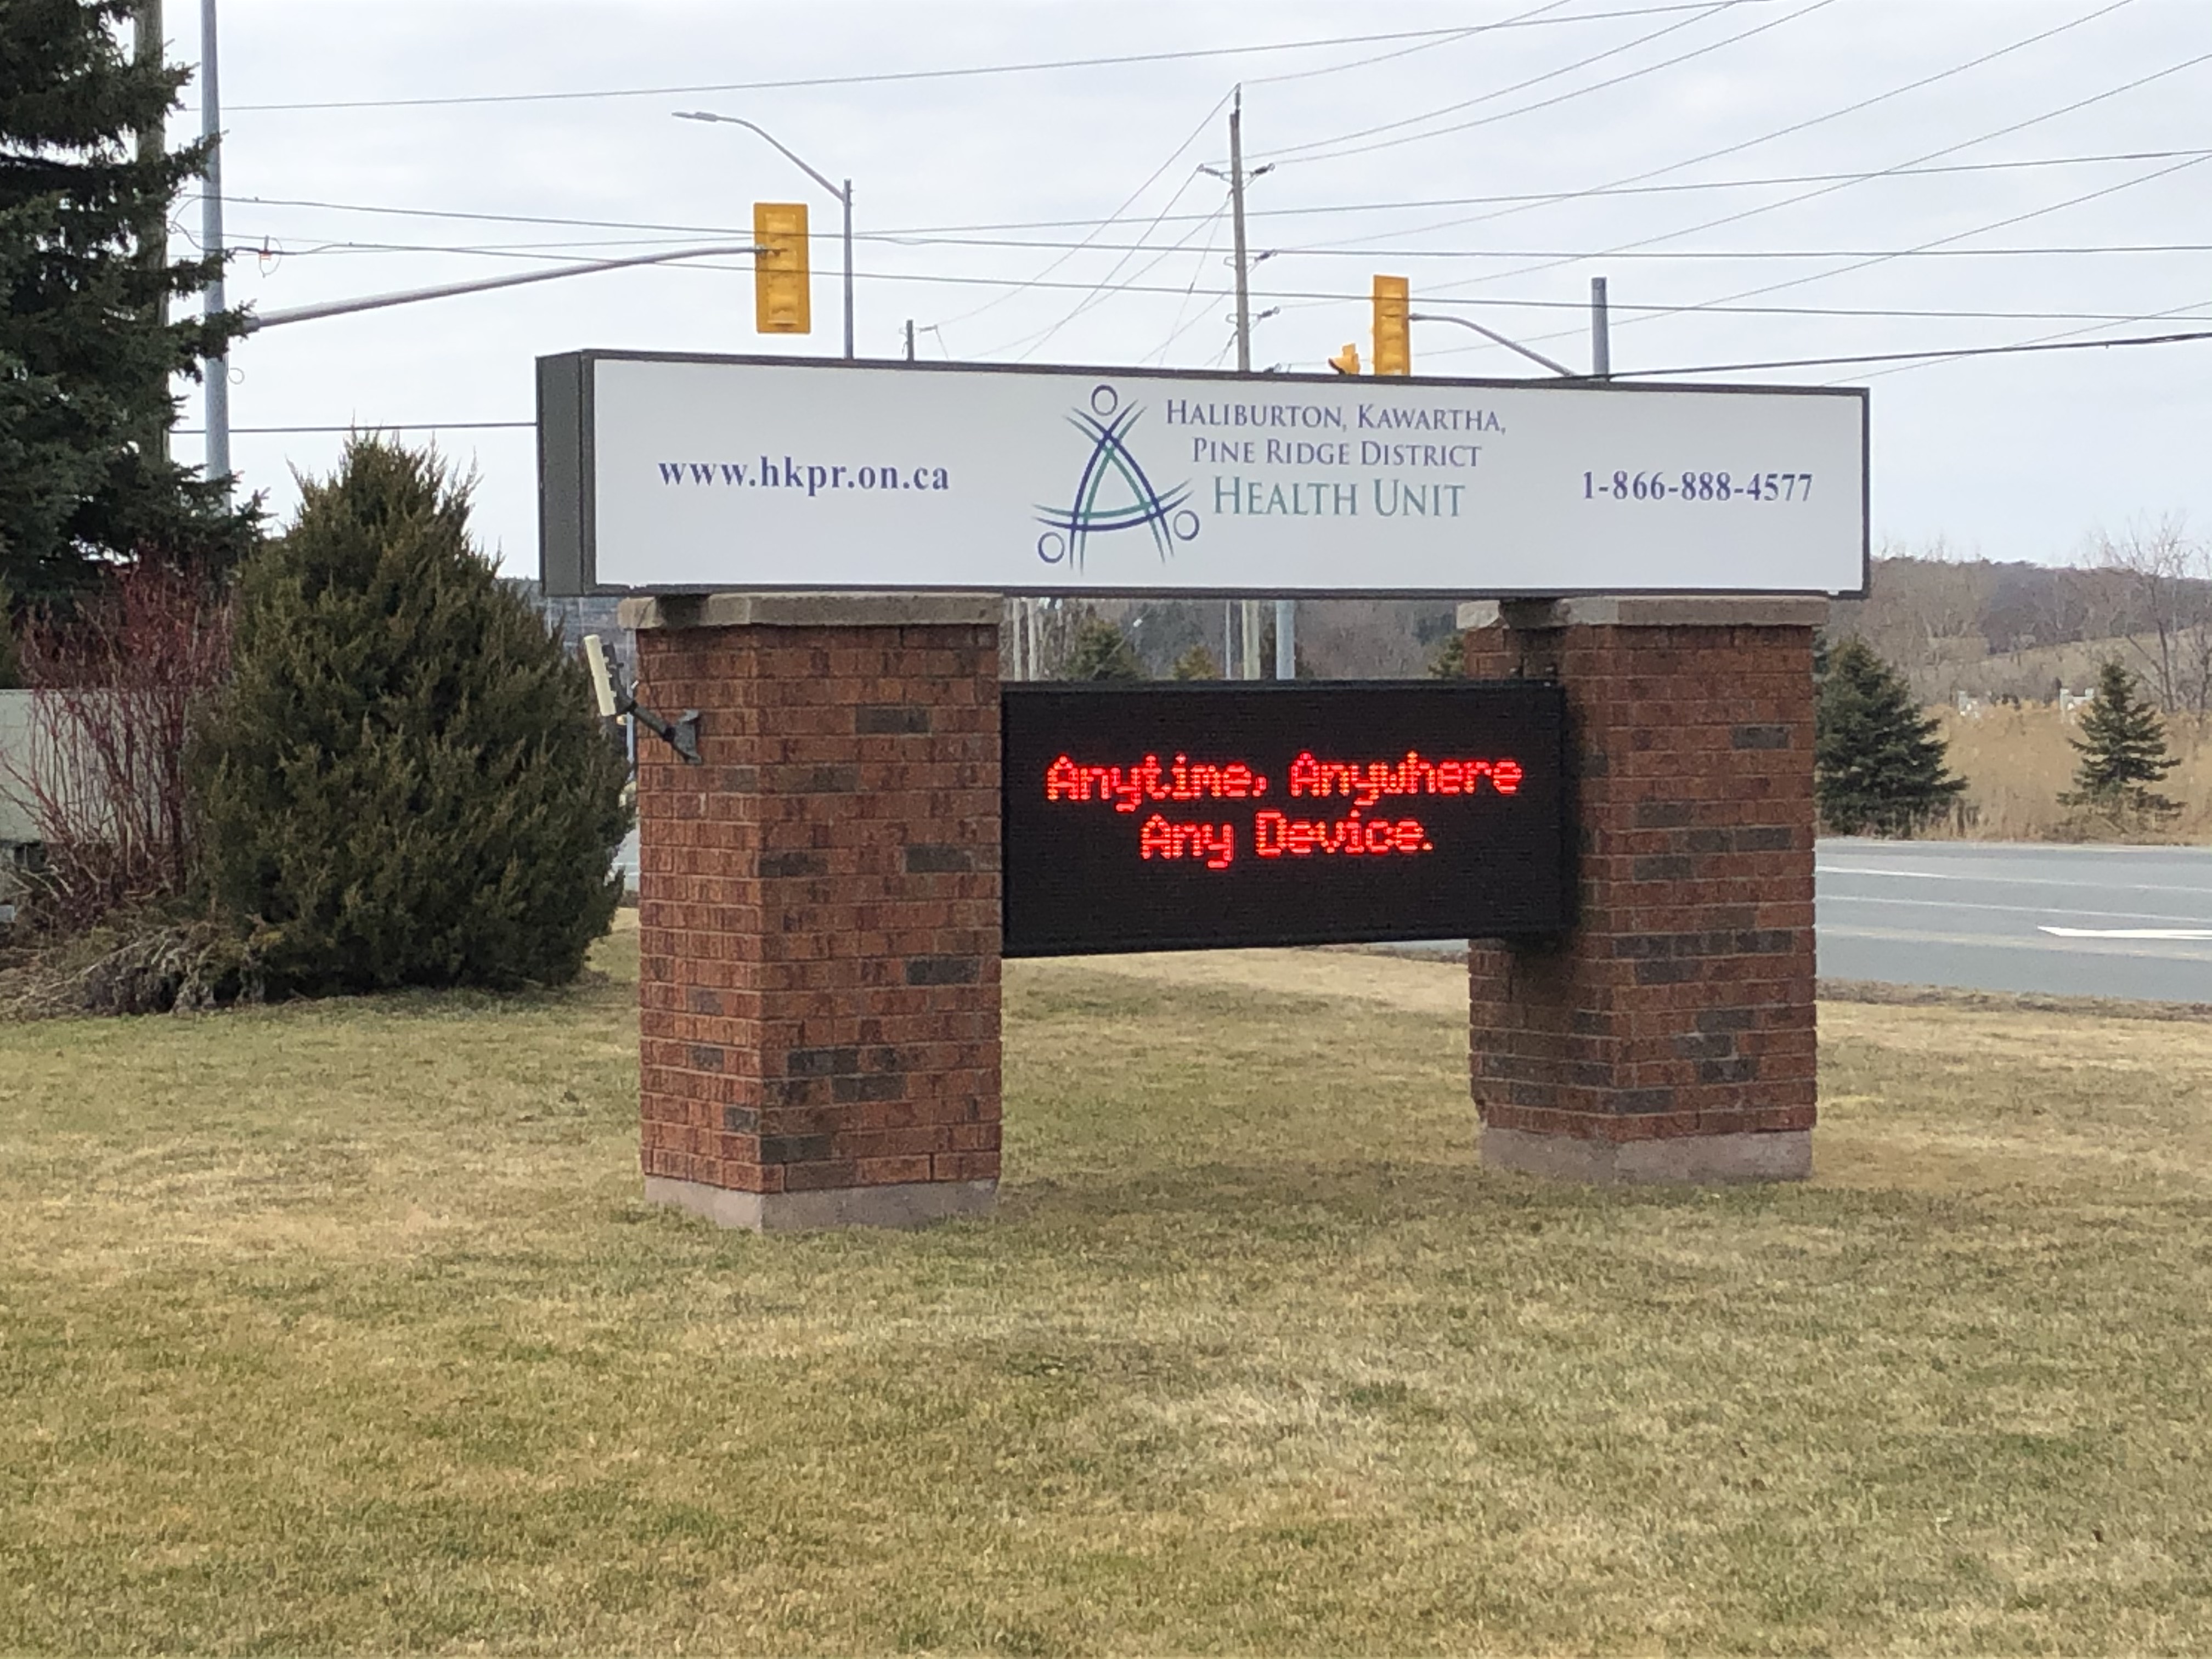 www.hkpr.on.ca
HALIBURTON, KAWARTHA,
PINE RIDGE DISTRICT
HEALTH UNIT
1-866-888-4577
Anytime, Anywhere
Any Device.